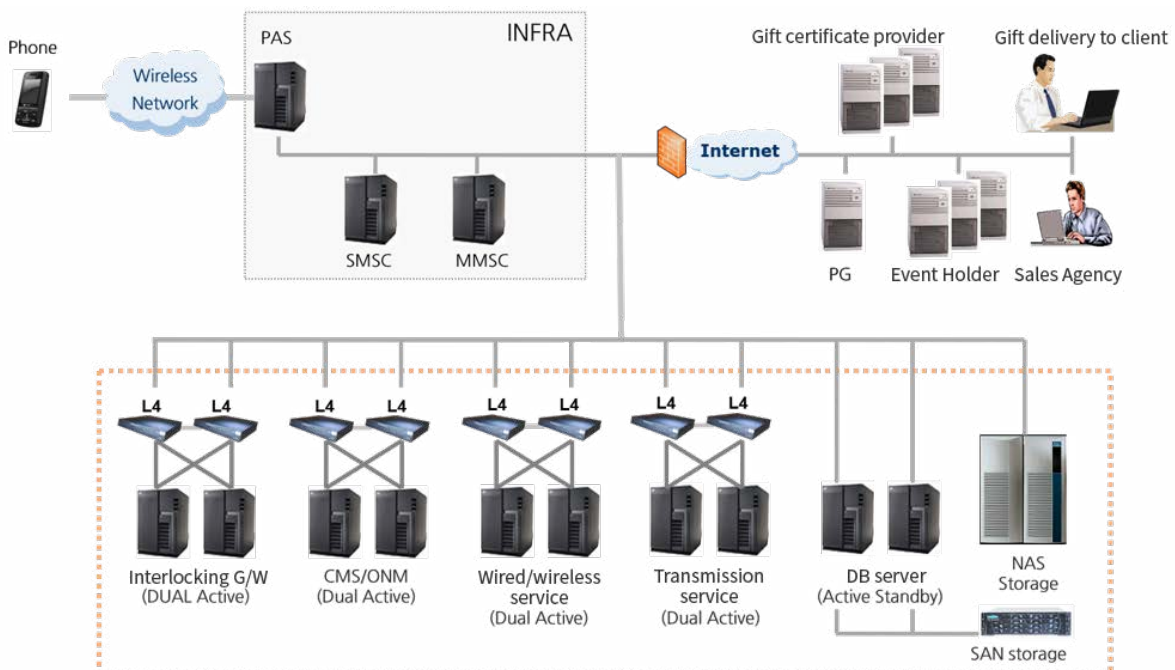 Phone
Wireless
Network
PAS
INFRA
SMSC
MMSC
Internet
Gift certificate provider
Gift delivery to client
PG
Event Holder
Sales Agency
L4
L4
L4
L4
L4
L4
L4
L4
Interlocking G/W
(DUAL Active)
CMS/ONM
(Dual Active)
Wired/wireless
service
(Dual Active)
Transmission
service
(Dual Active)
DB server
(Active Standby)
NAS
Storage
SAN storage